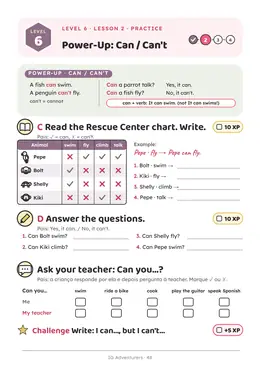 LEVEL
6
LEVEL 6 · LESSON 2 · PRACTICE
Power-Up: Can / Can't
2
3
4
POWER-UP · CAN / CAN'T
A fish can swim.
A penguin can't fly.
can't = cannot
Can a parrot talk? Yes, it can.
Can a fish fly? No, it can't.
can + verb: It can swim. (not It can swims)
C Read the Rescue Center chart. Write.
10 XP
Pais: ✓ = can, ✗ = can't.
Animal swim fly climb talk
Pepe ✗ ✓ ✓ ✓
Bolt ✓ ✗ ✗ ✗
Shelly ✓ ✗ ✗ ✗
Kiki ✗ ✗ ✓ ✗
Example:
Pepe · fly → Pepe can fly.
1. Bolt · swim →
2. Kiki · fly →
3. Shelly · climb →
4. Pepe · talk →
D Answer the questions.
10 XP
Pais: Yes, it can. / No, it can't.
1. Can Bolt swim?
3. Can Shelly fly?
2. Can Kiki climb?
4. Can Pepe swim?
Ask your teacher: Can you...?
Pais: a criança responde por ela e depois pergunta à teacher. Marque ✓ ou ✗.
Can you... swim ride a bike cook play the guitar speak Spanish
Me
My teacher
Challenge Write: I can..., but I can't...
+5 XP